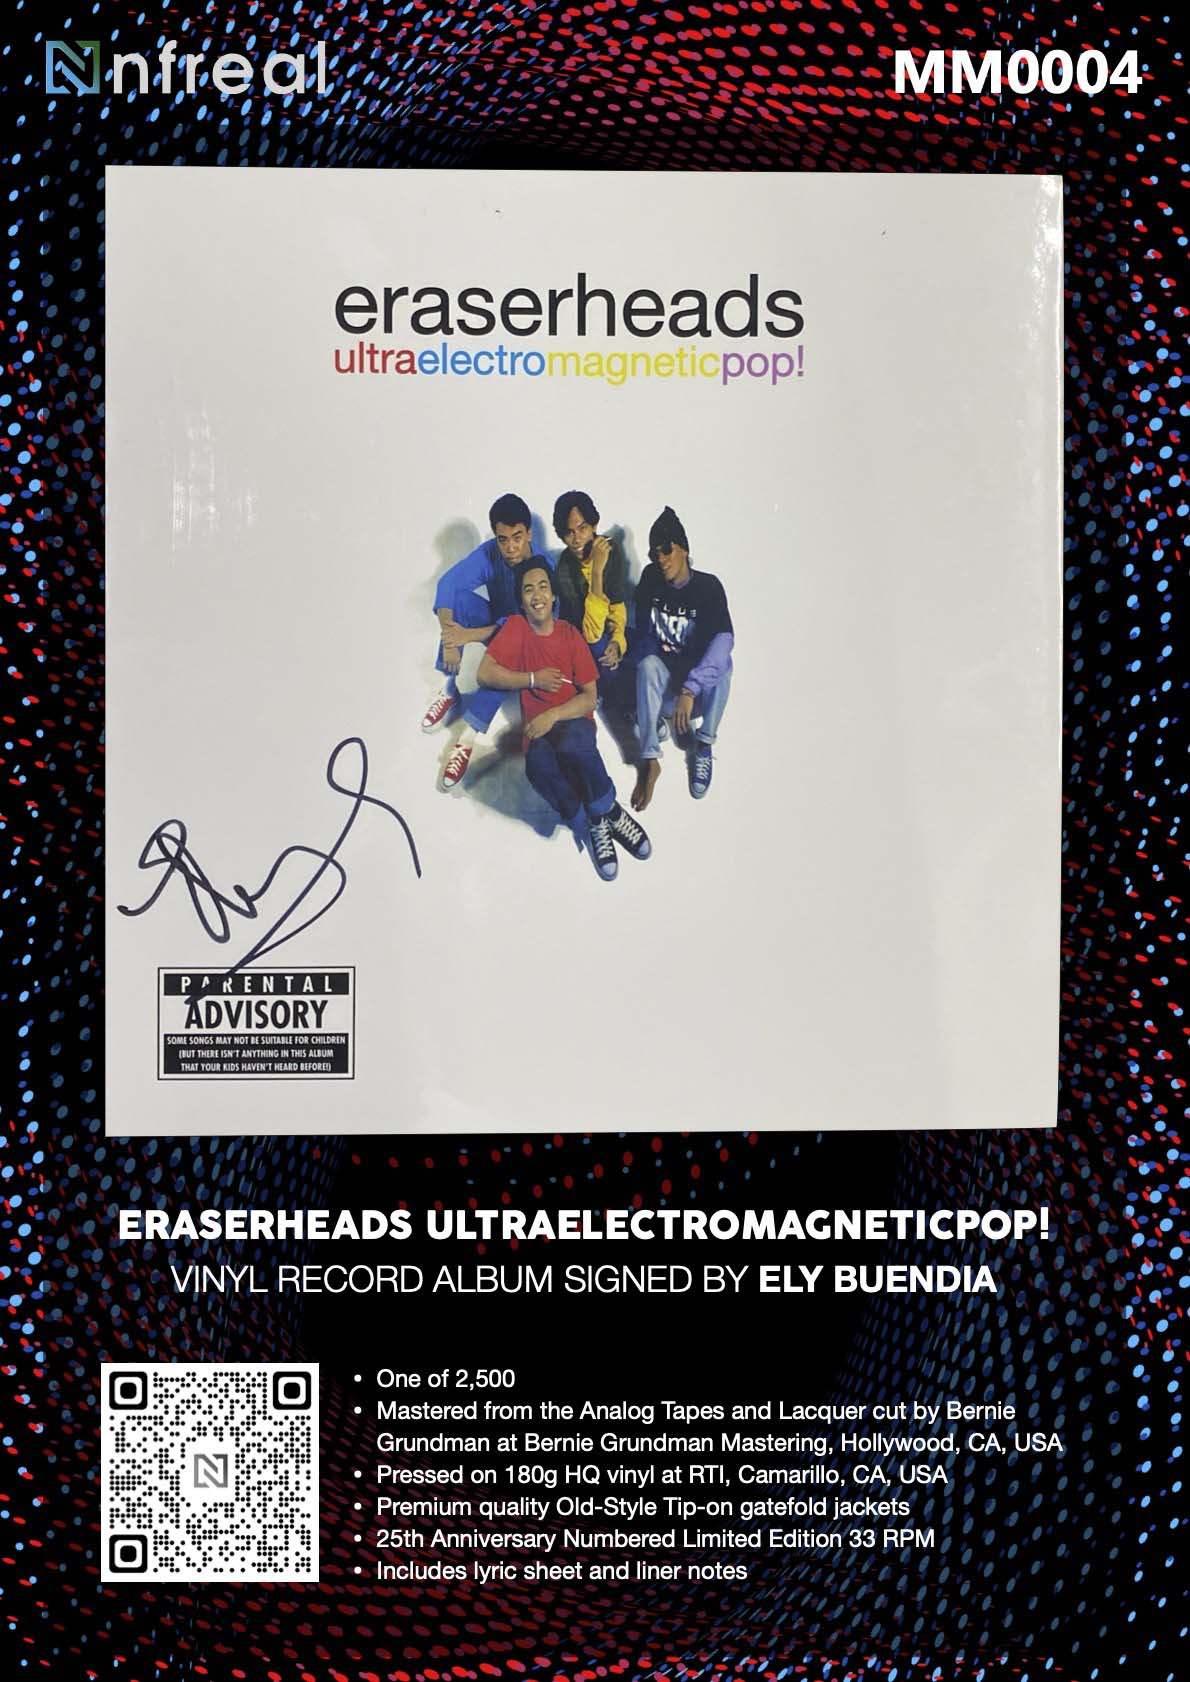 nfreal
MM0004
eraserheads
ultraelectromagneticpop!
PARENTAL
ADVISORY
SOME SONGS MAY NOT BE SUITABLE FOR CHILDREN
(BUT THERE ISN'T ANYTHING IN THIS ALBUM
THAT YOUR KIDS HAVEN'T HEARD BEFORE!)
ERASERHEADS ULTRAELECTROMAGNETICPOP!
VINYL RECORD ALBUM SIGNED BY ELY BUENDIA
• One of 2,500
• Mastered from the Analog Tapes and Lacquer cut by Bernie
Grundman at Bernie Grundman Mastering, Hollywood, CA, USA
• Pressed on 180g HQ vinyl at RTI, Camarillo, CA, USA
• Premium quality Old-Style Tip-on gatefold jackets
• 25th Anniversary Numbered Limited Edition 33 RPM
• Includes lyric sheet and liner notes